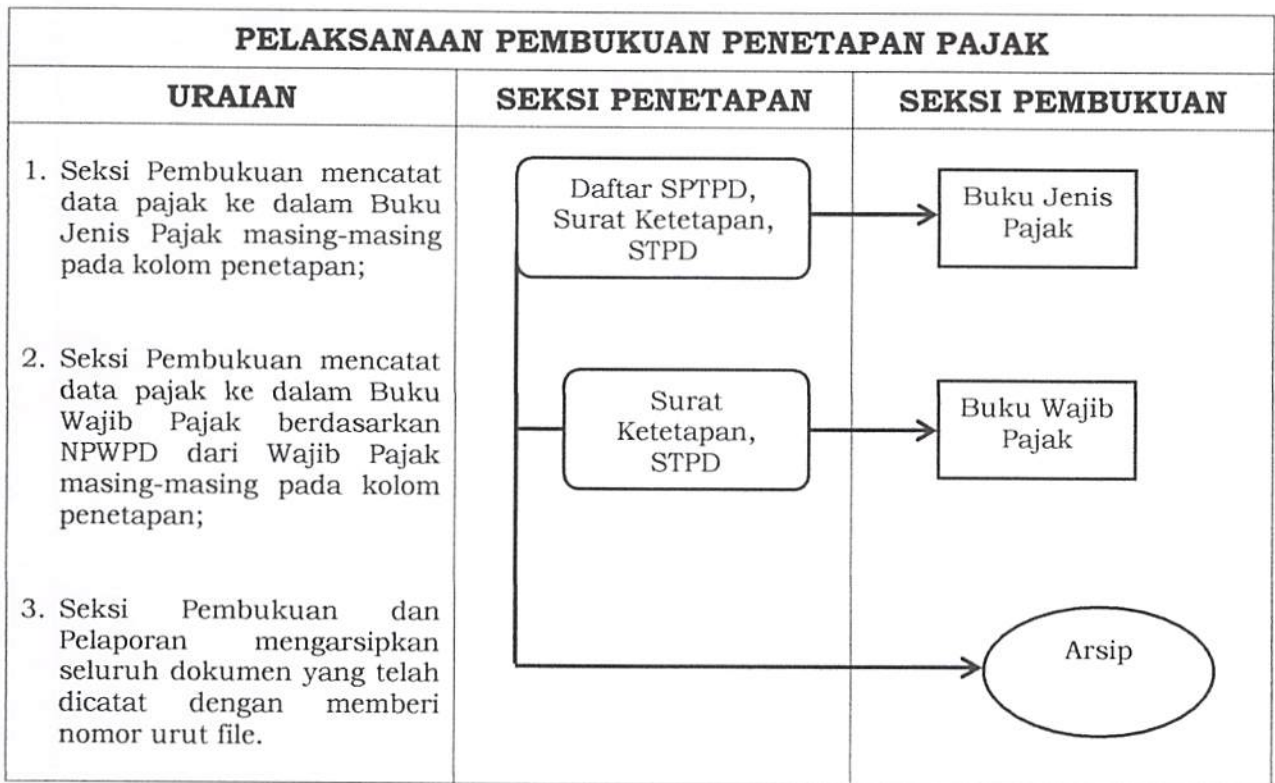 PELAKSANAAN PEMBUKUAN PENETAPAN PAJAK
URAIAN
SEKSI PENETAPAN
SEKSI PEMBUKUAN
1. Seksi Pembukuan mencatat
data pajak ke dalam Buku
Jenis Pajak masing-masing
pada kolom penetapan;
Daftar SPTPD,
Surat Ketetapan,
STPD
Buku Jenis
Pajak
2. Seksi Pembukuan mencatat
data pajak ke dalam Buku
Wajib Pajak berdasarkan
NPWPD dari Wajib Pajak
masing-masing pada kolom
penetapan;
Surat
Ketetapan,
STPD
Buku Wajib
Pajak
3. Seksi Pembukuan dan
Pelaporan mengarsipkan
seluruh dokumen yang telah
dicatat dengan memberi
nomor urut file.
Arsip